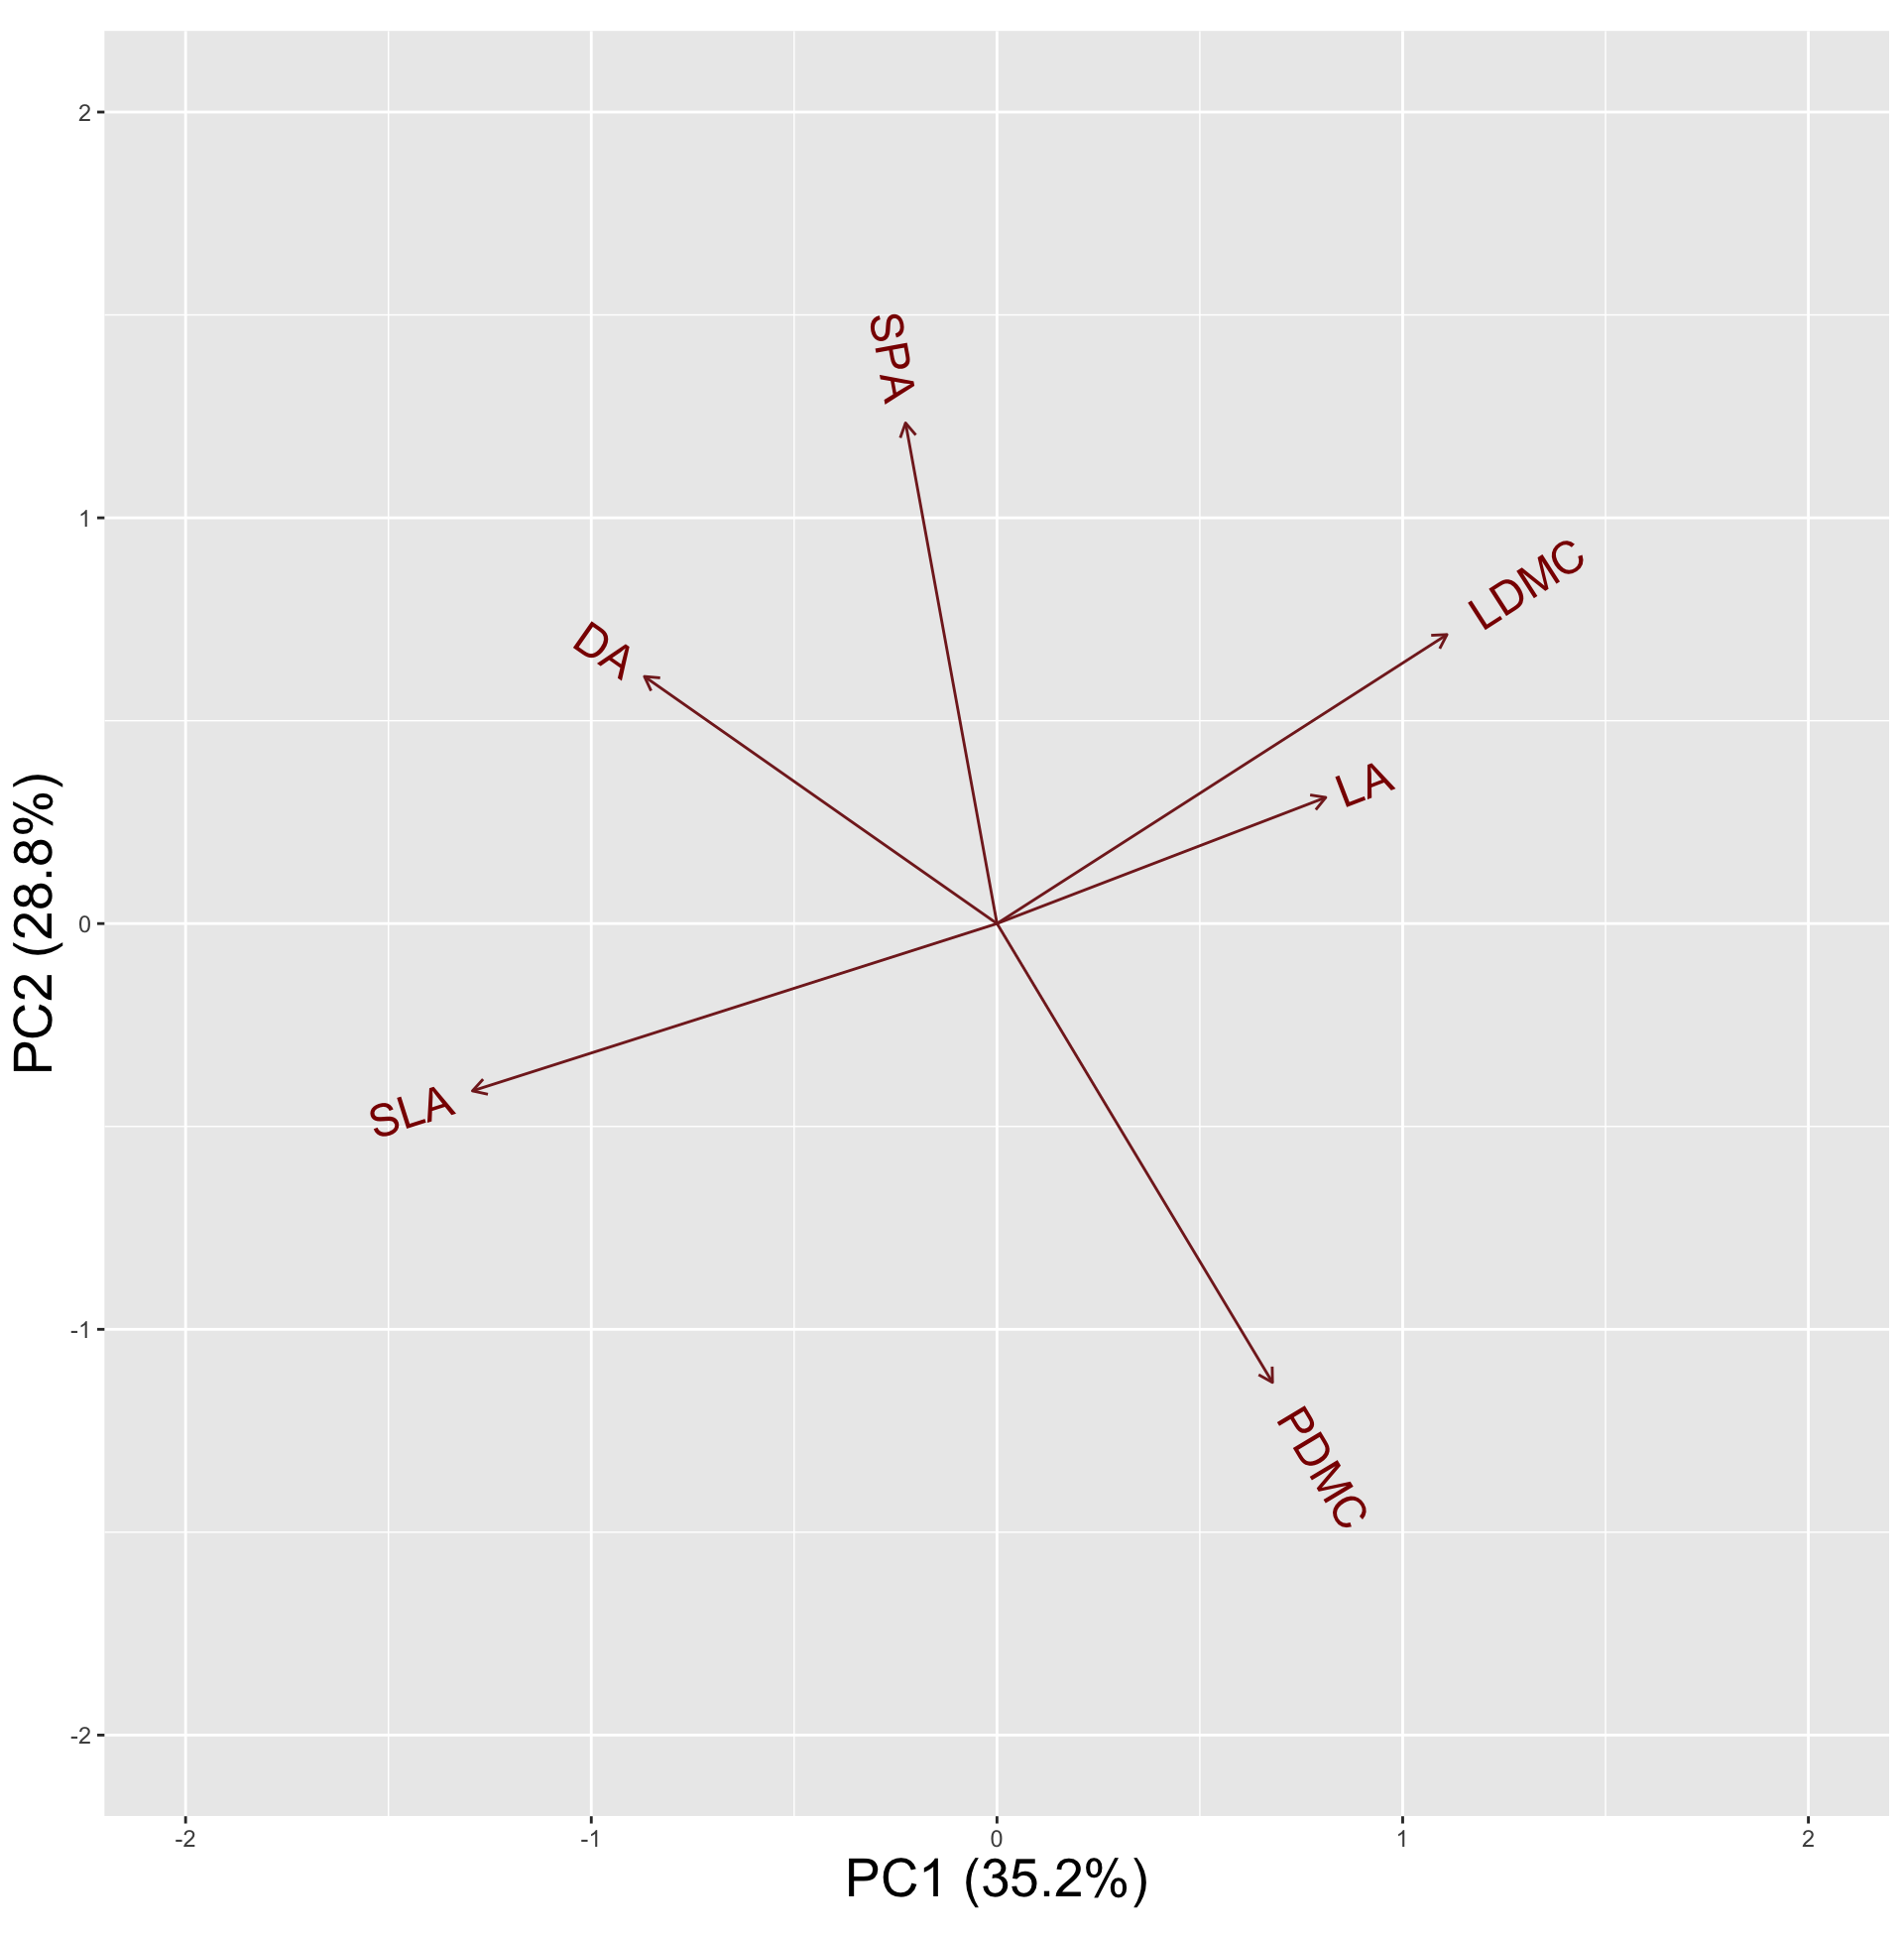 2
SPA
1
LDMC
DA
LA
PC2 (28.8%)
0
SLA
-1
PDMC
-2
-2 -1 0 1 2
PC1 (35.2%)